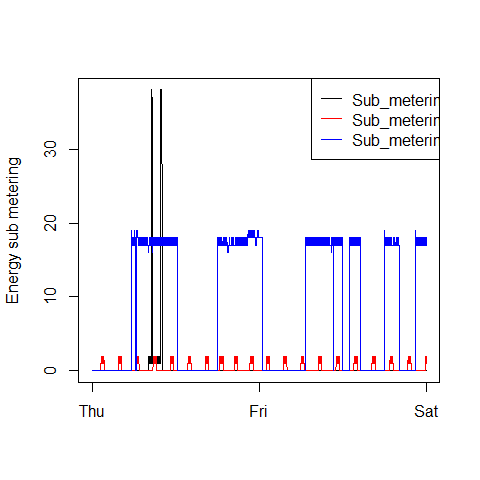 Sub_meterin
Sub_meterin
Sub_meterin
Energy sub metering
30
20
10
0
Thu Fri Sat